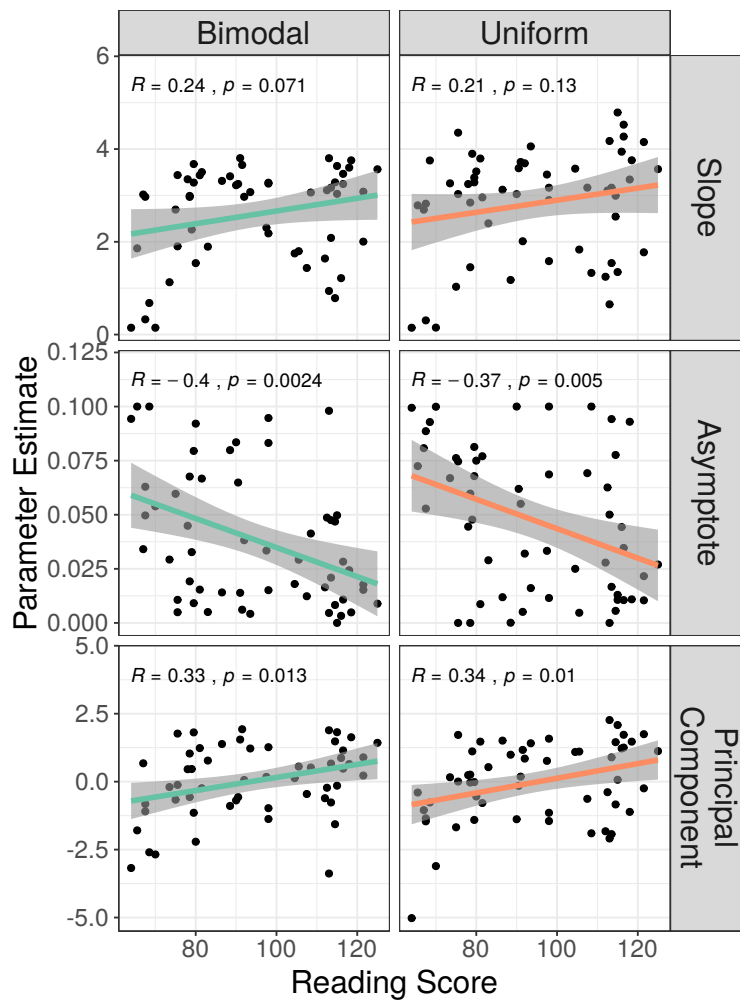 Bimodal
Uniform
6
4
2
0
R = 0.24 , p = 0.071
R = 0.21 , p = 0.13
Slope
0.125
0.100
0.075
0.050
0.025
0.000
R = − 0.4 , p = 0.0024
R = − 0.37 , p = 0.005
Asymptote
Parameter Estimate
5.0
2.5
0.0
-2.5
-5.0
R = 0.33 , p = 0.013
R = 0.34 , p = 0.01
Principal
Component
80
100
120
80
100
120
Reading Score